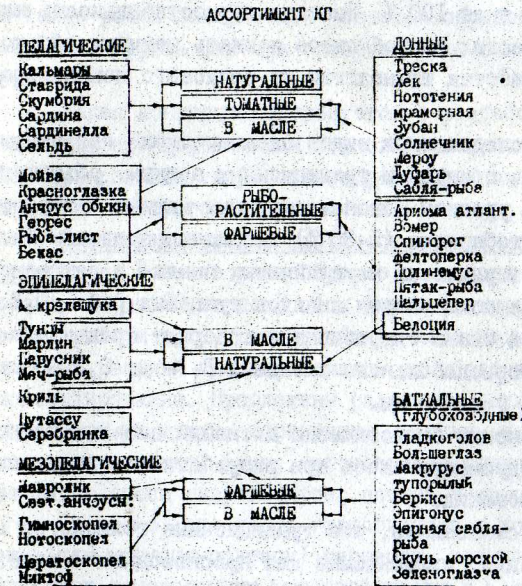 АССОРТИМЕНТ КГ
ПЕЛАГИЧЕСКИЕ
Кальмары
Ставрида
Скумбрия
Сардина
Сардинелла
Сельдь
Мойва
Красноглазка
Анчоус обыкн.
Геррес
Рыба-лист
Бекас
ЭПИПЕЛАГИЧЕСКИЕ
Макрелещука
Тунцы
Марлин
Парусник
Меч-рыба
Криль
Путассу
Серебрянка
МЕЗОПЕЛАГИЧЕСКИЕ
Мавролик
Свет.анчоусы.
Гимноскопел
Нотоскопел
Цератоскопел
Миктоф
НАТУРАЛЬНЫЕ
ТОМАТНЫЕ
В МАСЛЕ
РЫБО-
РАСТИТЕЛЬНЫЕ
ФАРШЕВЫЕ
В МАСЛЕ
НАТУРАЛЬНЫЕ
ФАРШЕВЫЕ
В МАСЛЕ
ДОННЫЕ
Треска
Хек
Нототения
мраморная
Зубан
Солнечник
Мероу
Луфарь
Сабля-рыба
Ариома атлант.
Вомер
Спинорог
Желтоперка
Полинемус
Пятак-рыба
Пальцепер
Белоция
БАТИАЛЬНЫЕ
(глубоководные)
Гладкоголов
Большеглаз
Макрурус
тупорылый
Берикс
Эпигонус
Черная сабля-
рыба
Окунь морской
Зеленоглазка